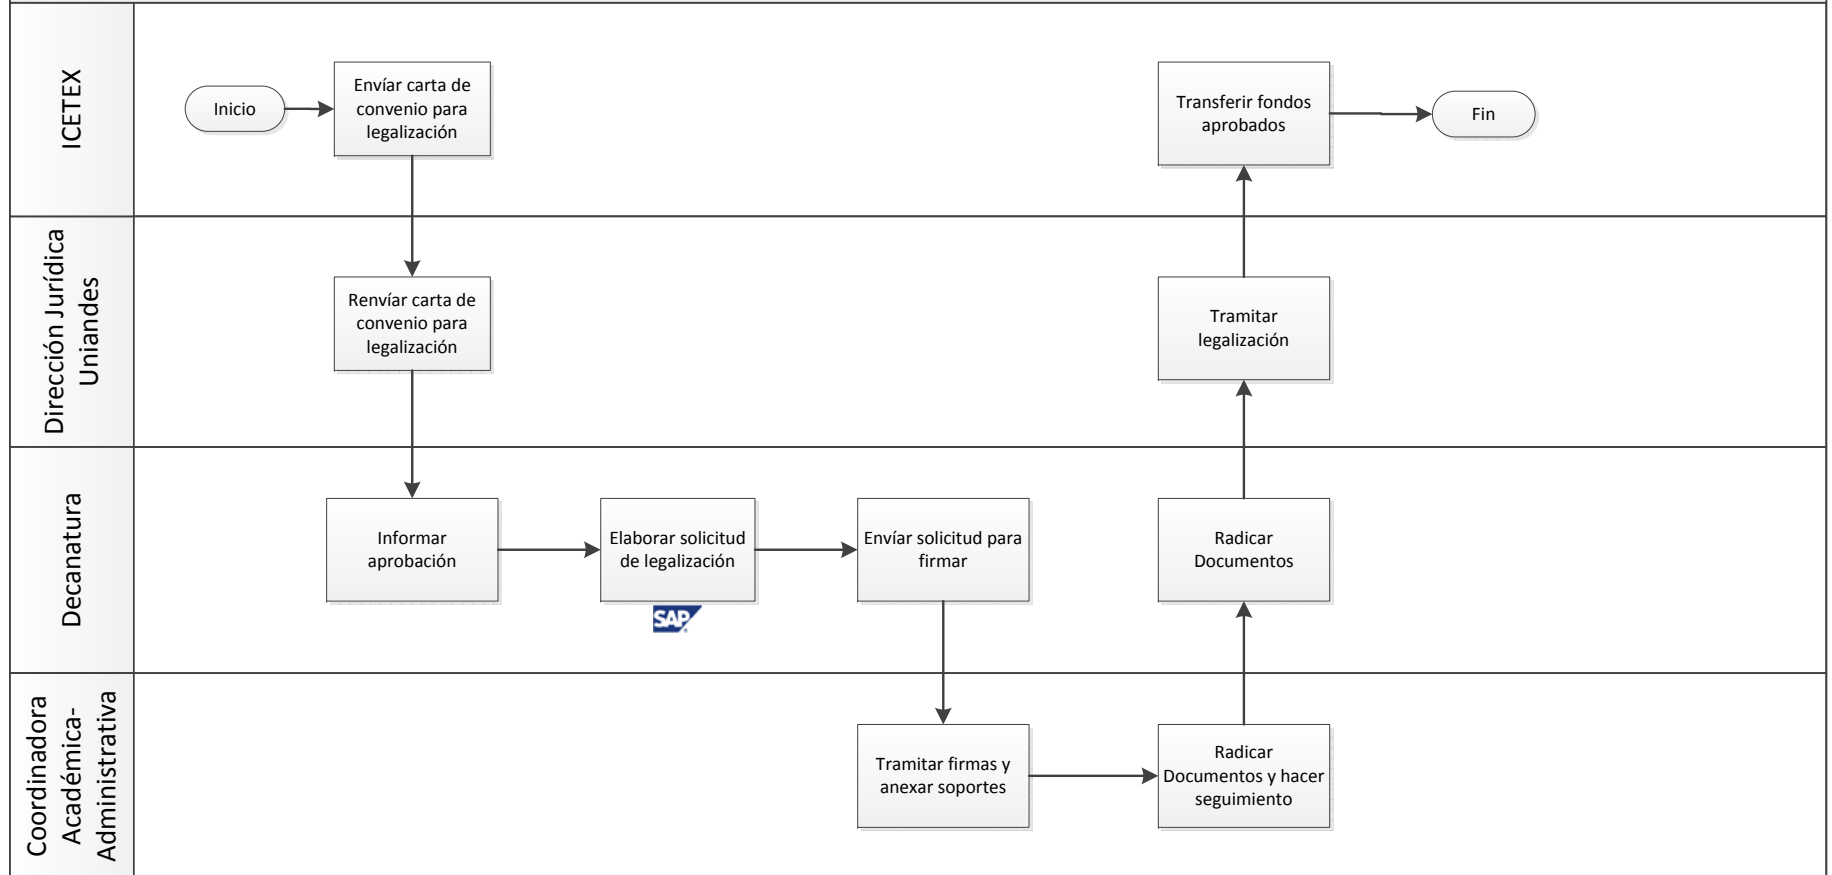 ICETEX
Inicio
Envíar carta de
convenio para
legalización
Transferir fondos
aprobados
Fin
Dirección Jurídica
Uniandes
Renvíar carta de
convenio para
legalización
Tramitar
legalización
Decanatura
Informar
aprobación
Elaborar solicitud
de legalización
SAP
Envíar solicitud para
firmar
Radicar
Documentos
Coordinadora
Académica-
Administrativa
Tramitar firmas y
anexar soportes
Radicar
Documentos y hacer
seguimiento